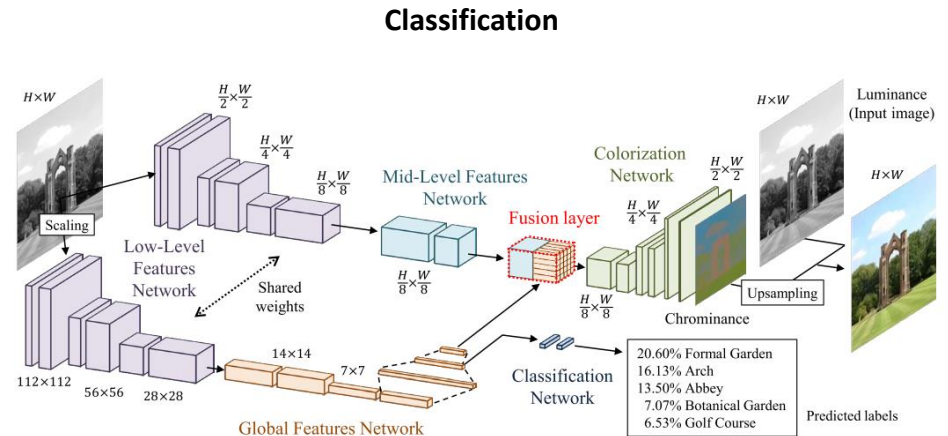 Classification
H×W
H/2×W/2
H/4×W/4
H/8×W/8
Scaling
Low-Level
Features
Network
Shared
weights
112×112
56×56
28×28
14×14
7×7
Global Features Network
Mid-Level Features
Network
H/8×W/8
Fusion layer
Colorization
Network
H/8×W/8
H/4×W/4
H/2×W/2
Chrominance
H×W
Luminance
(Input image)
H×W
Upsampling
Classification
Network
20.60% Formal Garden
16.13% Arch
13.50% Abbey
7.07% Botanical Garden
6.53% Golf Course
Predicted labels